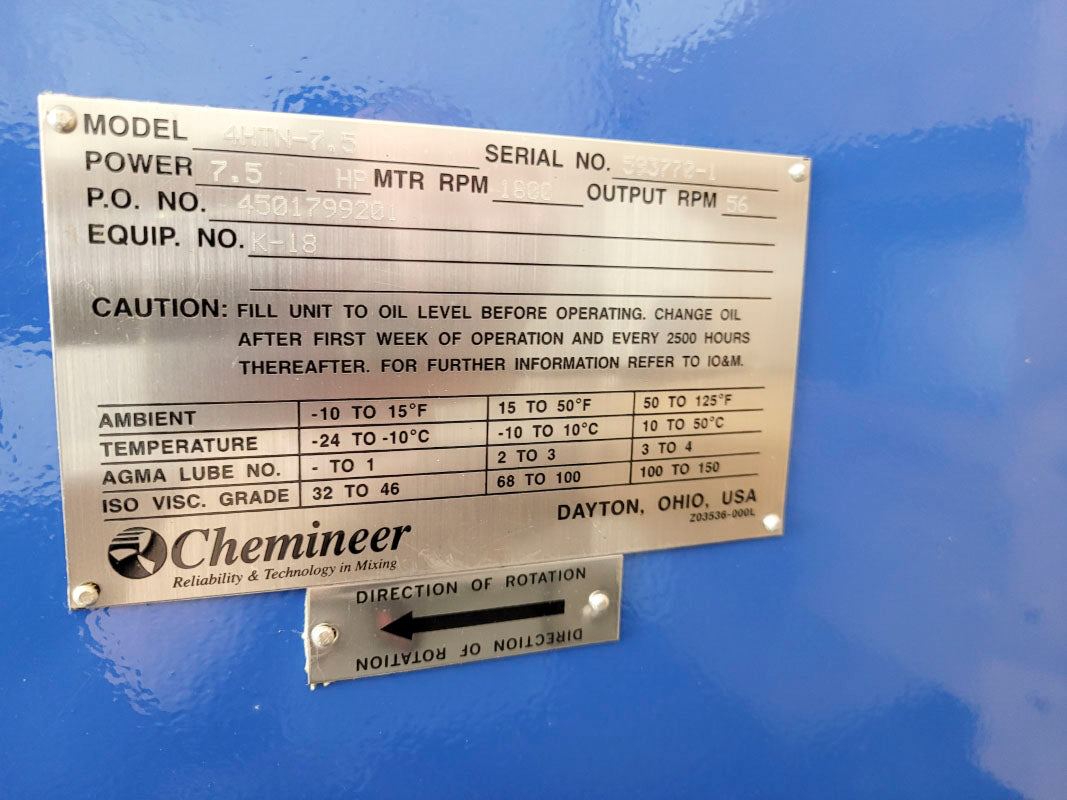 MODEL 4HTN-7.5 SERIAL NO. 593770-1
POWER 7.5 HP MTR RPM 1800 OUTPUT RPM 56
P.O. NO. 4501799201
EQUIP. NO. K-18
CAUTION: FILL UNIT TO OIL LEVEL BEFORE OPERATING. CHANGE OIL
AFTER FIRST WEEK OF OPERATION AND EVERY 2500 HOURS
THEREAFTER. FOR FURTHER INFORMATION REFER TO IO&M.
AMBIENT -10 TO 15°F 15 TO 50°F 50 TO 125°F
TEMPERATURE -24 TO -10°C -10 TO 10°C 10 TO 50°C
AGMA LUBE NO. - TO 1 2 TO 3 3 TO 4
ISO VISC. GRADE 32 TO 46 68 TO 100 100 TO 150
DAYTON, OHIO, USA
Z03536-000L
Chemineer
Reliability & Technology in Mixing
DIRECTION OF ROTATION
DIRECTION OF ROTATION